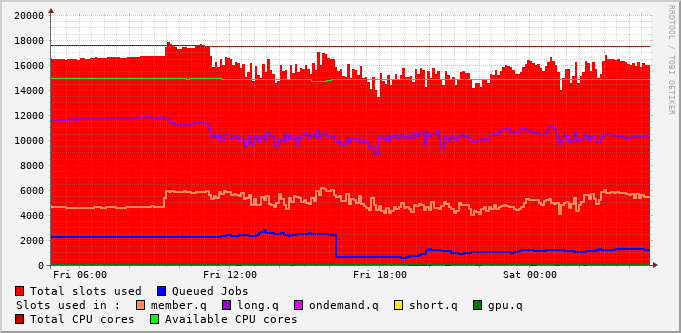 20000
18000
16000
14000
12000
10000
8000
6000
4000
2000
0
Fri 06:00 Fri 12:00 Fri 18:00 Sat 00:00
RRDTOOL / TOBI OETIKER
Total slots used Queued Jobs
Slots used in : member.q long.q ondemand.q short.q gpu.q
Total CPU cores Available CPU cores